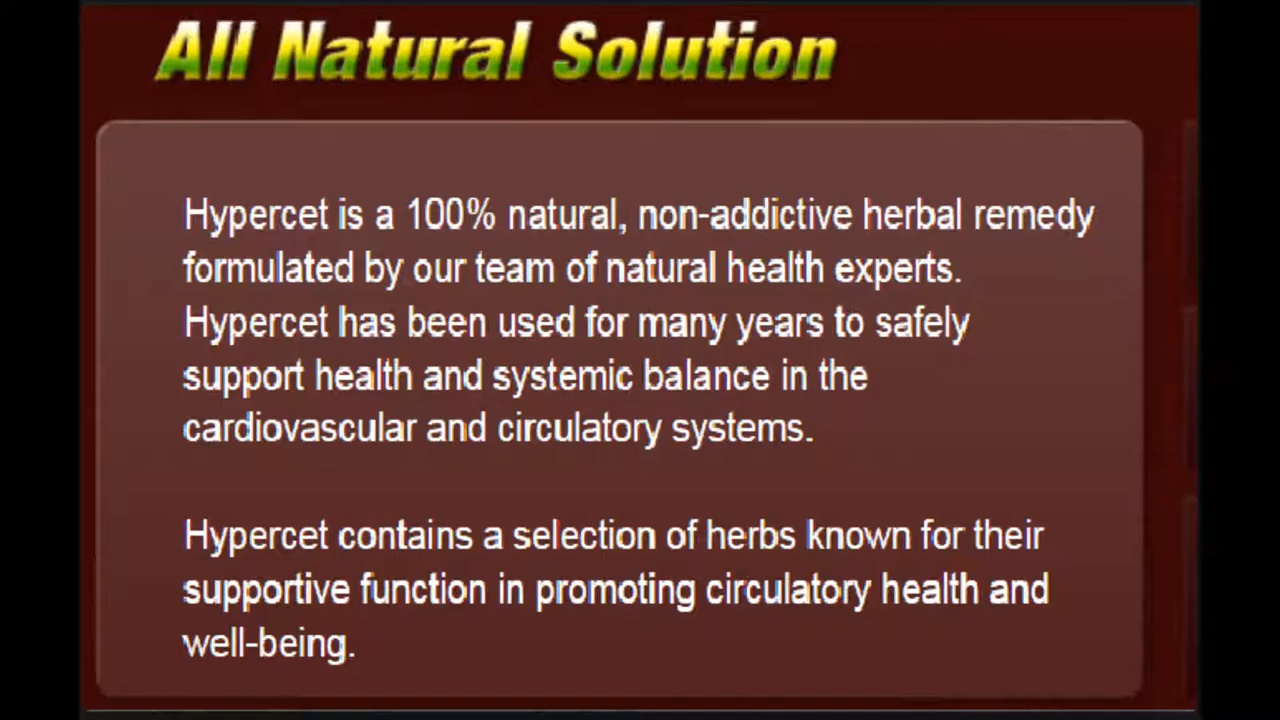 All Natural Solution
Hypercet is a 100% natural, non-addictive herbal remedy
formulated by our team of natural health experts.
Hypercet has been used for many years to safely
support health and systemic balance in the
cardiovascular and circulatory systems.
Hypercet contains a selection of herbs known for their
supportive function in promoting circulatory health and
well-being.